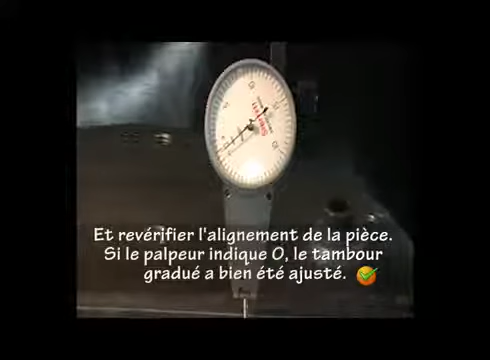 Et revérifier l'alignement de la pièce.
Si le palpeur indique 0, le tambour
gradué a bien été ajusté.